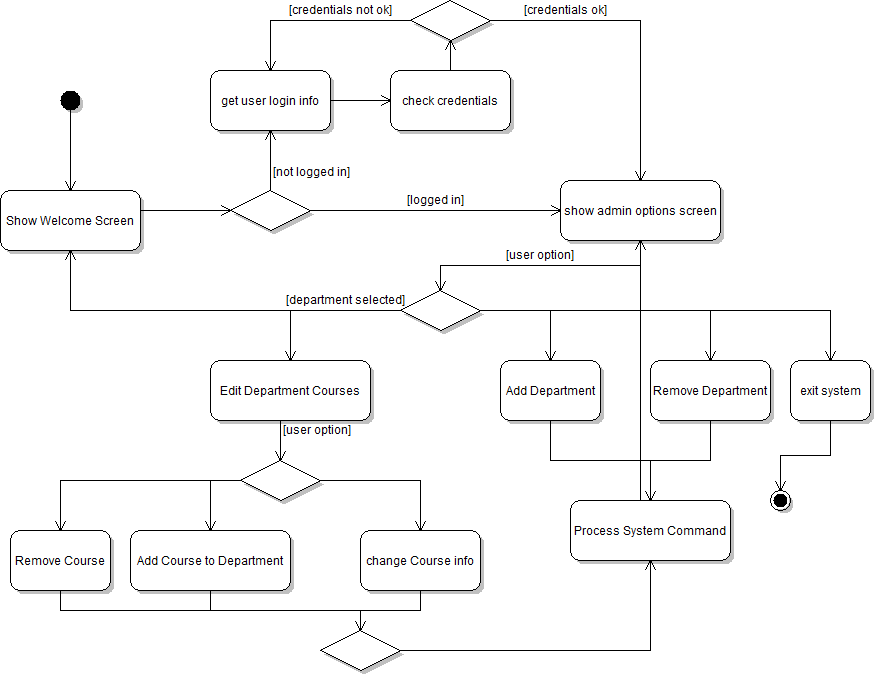 [credentials not ok]
[credentials ok]
get user login info
check credentials
[not logged in]
[logged in]
Show Welcome Screen
show admin options screen
[user option]
[department selected]
Edit Department Courses
Add Department
Remove Department
exit system
[user option]
Process System Command
Remove Course
Add Course to Department
change Course info